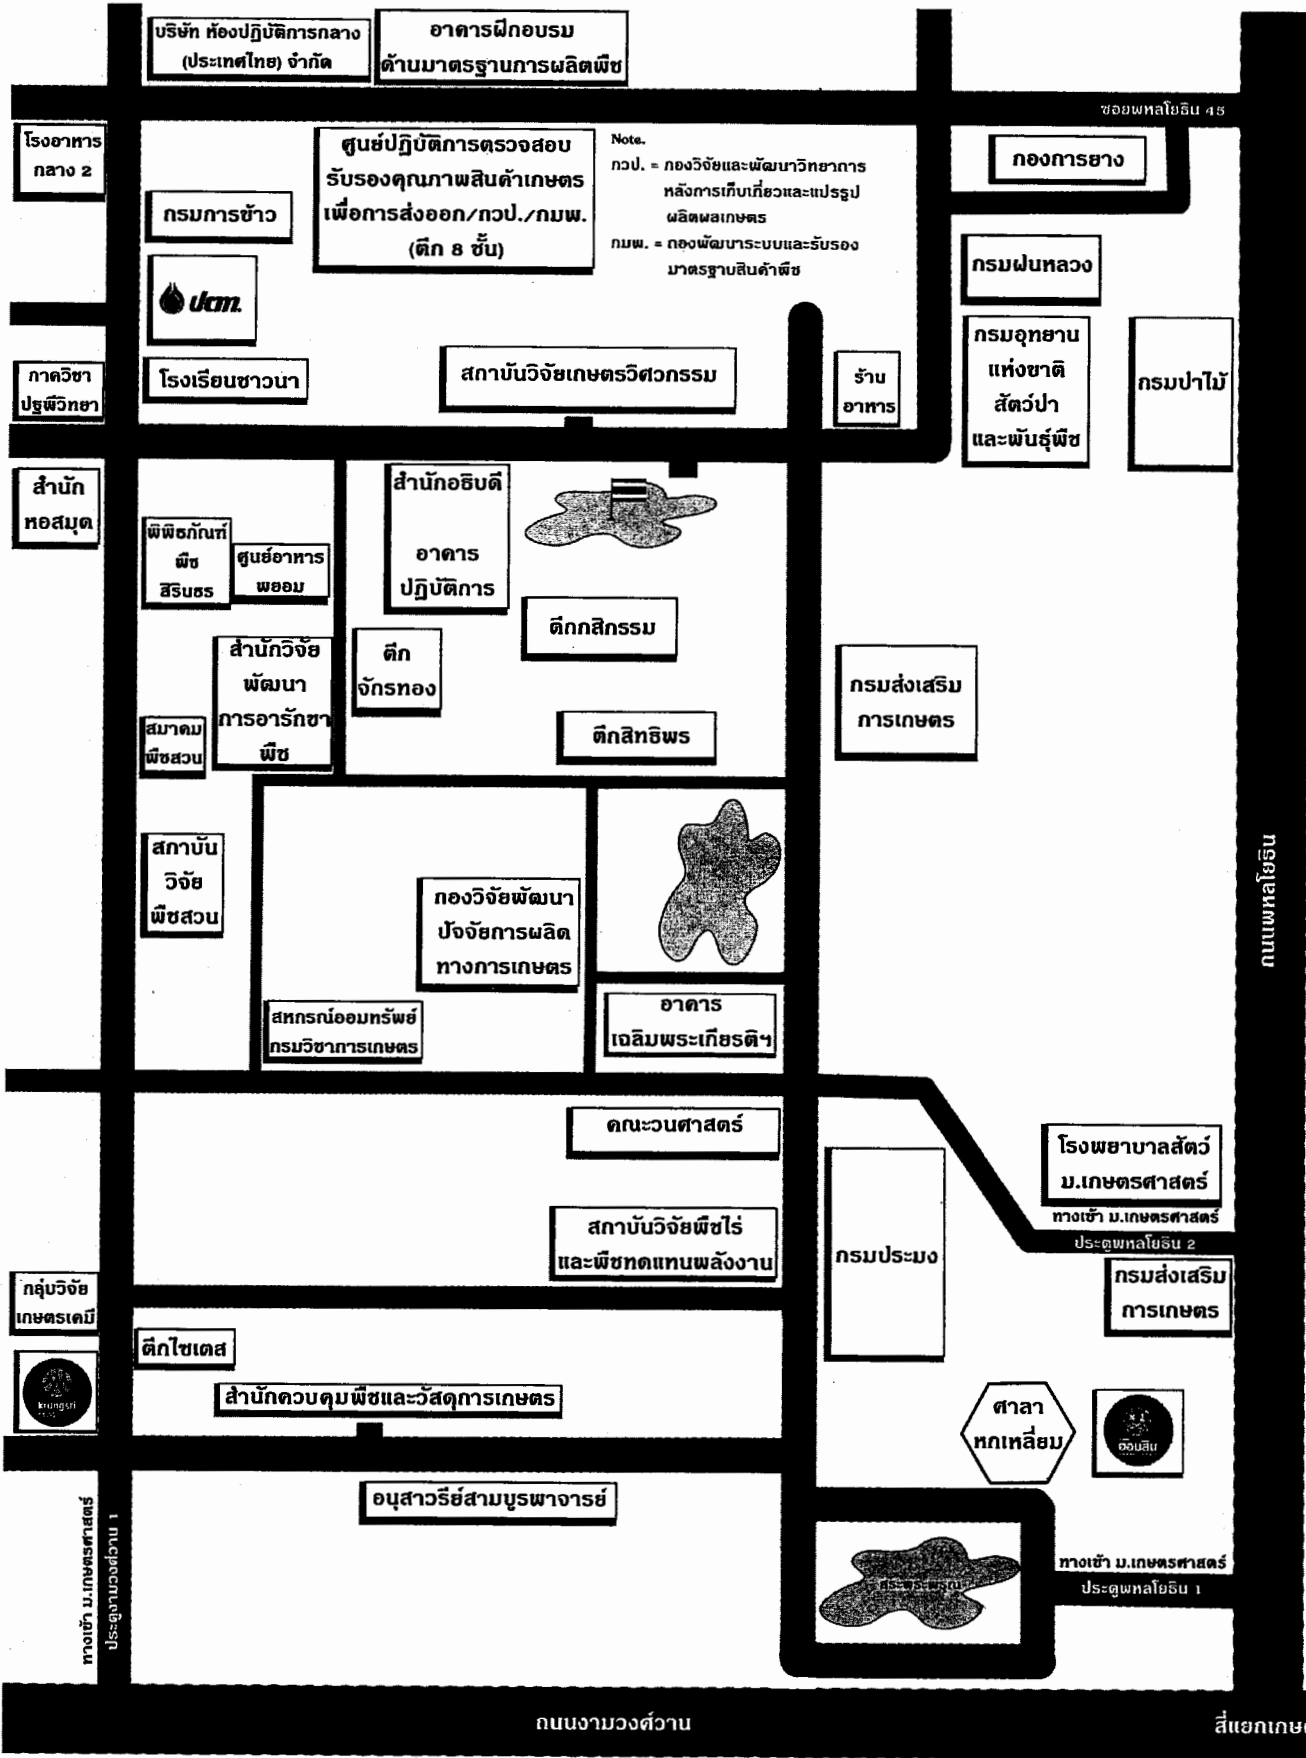 บริษัท ห้องปฏิบัติการกลาง
(ประเทศไทย) จำกัด
อาคารฝึกอบรม
ด้านมาตรฐานการผลิตพืช
ซอยพหลโยธิน 45
โรงอาหาร
กลาง 2
ศูนย์ปฏิบัติการตรวจสอบ
รับรองคุณภาพสินค้าเกษตร
เพื่อการส่งออก/กวป./กมพ.
(ตึก 8 ชั้น)
Note.
กวป. = กองวิจัยและพัฒนาวิทยาการ
หลังการเก็บเกี่ยวและแปรรูป
ผลิตผลเกษตร
กมพ. = กองพัฒนาระบบและรับรอง
มาตรฐานสินค้าพืช
กองการยาง
กรมการข้าว
กรมฝนหลวง
ปตท.
กรมอุทยาน
แห่งชาติ
สัตว์ป่า
และพันธุ์พืช
กรมป่าไม้
ภาควิชา
ปฐพีวิทยา
โรงเรียนชาวนา
สถาบันวิจัยเกษตรวิศวกรรม
ร้าน
อาหาร
สำนัก
หอสมุด
สำนักอธิบดี
อาคาร
ปฏิบัติการ
พิพิธภัณฑ์
พืช
สิรินธร
ศูนย์อาหาร
พยอม
ตึกกสิกรรม
สำนักวิจัย
พัฒนา
การอารักขา
พืช
ตึก
จักรทอง
กรมส่งเสริม
การเกษตร
สมาคม
พืชสวน
ตึกสิทธิพร
สถาบัน
วิจัย
พืชสวน
กองวิจัยพัฒนา
ปัจจัยการผลิต
ทางการเกษตร
ถนนพหลโยธิน
สหกรณ์ออมทรัพย์
กรมวิชาการเกษตร
อาคาร
เฉลิมพระเกียรติฯ
คณะวนศาสตร์
โรงพยาบาลสัตว์
ม.เกษตรศาสตร์
ทางเข้า ม.เกษตรศาสตร์
ประตูพหลโยธิน 2
สถาบันวิจัยพืชไร่
และพืชทดแทนพลังงาน
กรมประมง
กรมส่งเสริม
การเกษตร
กลุ่มวิจัย
เกษตรเคมี
ตึกไซเตส
krungsri
สำนักควบคุมพืชและวัสดุการเกษตร
ศาลา
หกเหลี่ยม
ออมสิน
อนุสาวรีย์สามบูรพาจารย์
ทางเข้า ม.เกษตรศาสตร์
ประตูงามวงศ์วาน 1
สระพระพิรุณ
ทางเข้า ม.เกษตรศาสตร์
ประตูพหลโยธิน 1
ถนนงามวงศ์วาน
สี่แยกเกษ